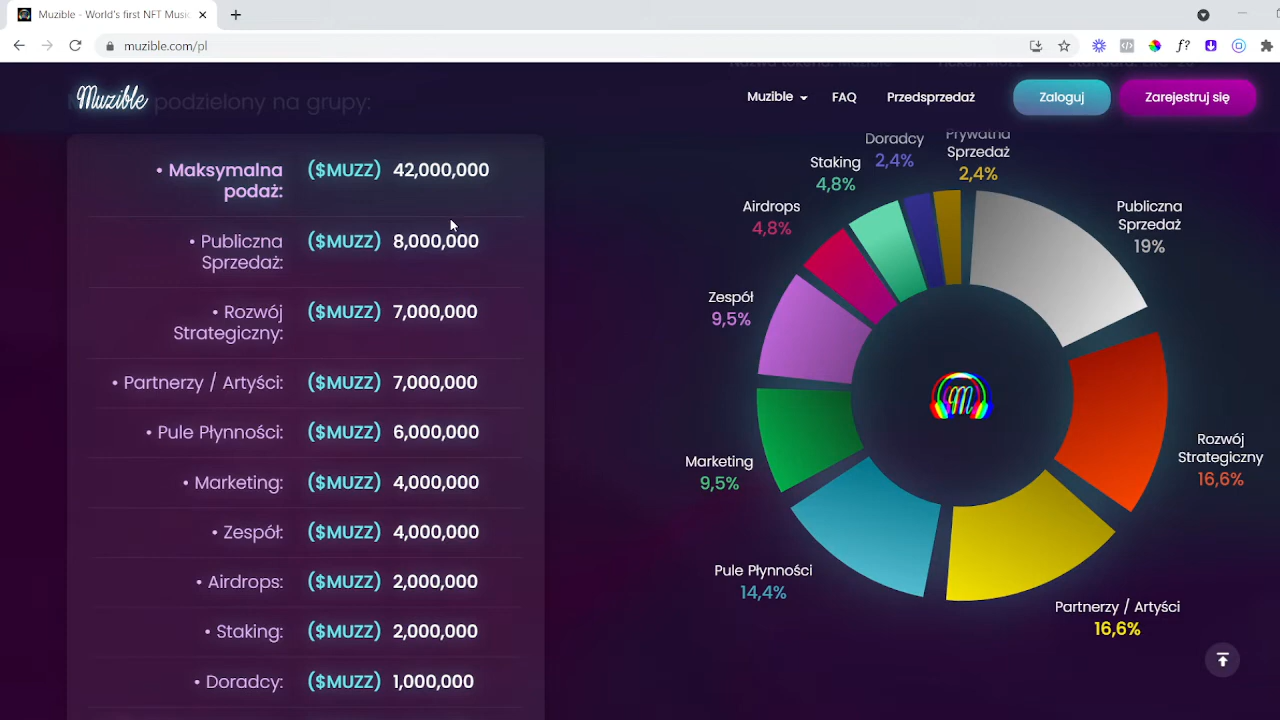 Muzible - World's first NFT Music
muzible.com/pl
Muzible
podzielony na grupy:
Muzible
FAQ
Przedsprzedaż
Zaloguj
Zarejestruj się
• Maksymalna
podaż:
($MUZZ) 42,000,000
• Publiczna
Sprzedaż:
($MUZZ) 8,000,000
• Rozwój
Strategiczny:
($MUZZ) 7,000,000
• Partnerzy / Artyści: ($MUZZ) 7,000,000
• Pule Płynności: ($MUZZ) 6,000,000
• Marketing: ($MUZZ) 4,000,000
• Zespół: ($MUZZ) 4,000,000
• Airdrops: ($MUZZ) 2,000,000
• Staking: ($MUZZ) 2,000,000
• Doradcy: ($MUZZ) 1,000,000
Prywatna
Sprzedaż
2,4%
Doradcy
2,4%
Staking
4,8%
Airdrops
4,8%
Zespół
9,5%
Marketing
9,5%
Pule Płynności
14,4%
Partnerzy / Artyści
16,6%
Rozwój
Strategiczny
16,6%
Publiczna
Sprzedaż
19%